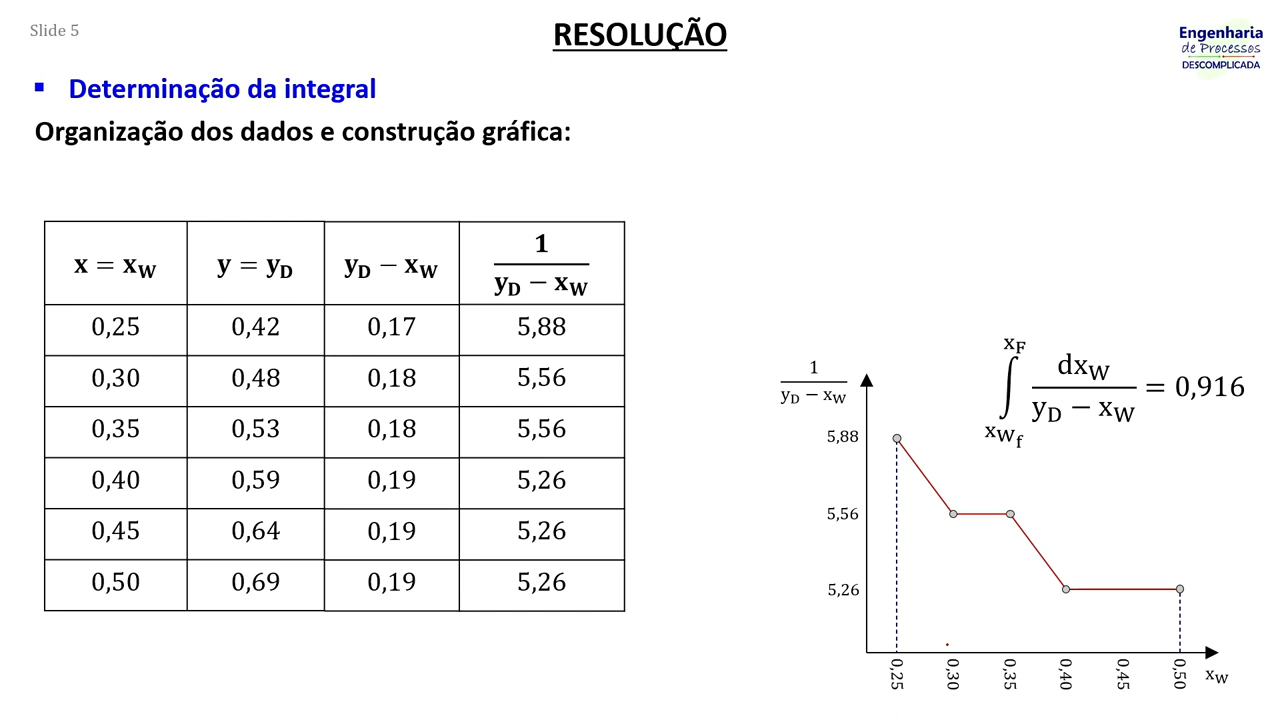 Slide 5
RESOLUÇÃO
Engenharia
de Processos
DESCOMPLICADA
▪ Determinação da integral
Organização dos dados e construção gráfica:
x = x_W y = y_D y_D − x_W 1/(y_D − x_W)
0,25 0,42 0,17 5,88
0,30 0,48 0,18 5,56
0,35 0,53 0,18 5,56
0,40 0,59 0,19 5,26
0,45 0,64 0,19 5,26
0,50 0,69 0,19 5,26
∫_{x_{W_f}}^{x_F} dx_W/(y_D − x_W) = 0,916
1/(y_D − x_W)
5,88
5,56
5,26
0,25 0,30 0,35 0,40 0,45 0,50 x_W